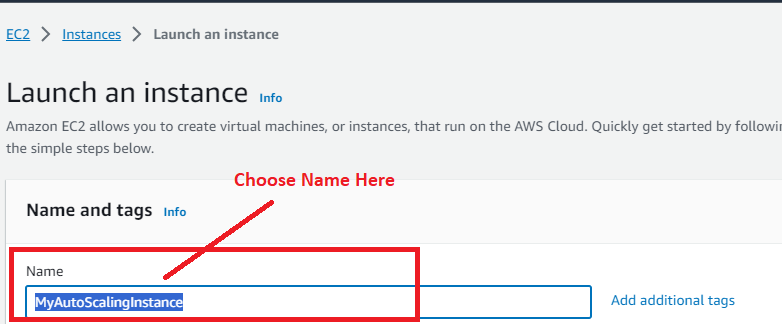 EC2 > Instances > Launch an instance
Launch an instance Info
Amazon EC2 allows you to create virtual machines, or instances, that run on the AWS Cloud. Quickly get started by followin
the simple steps below.
Choose Name Here
Name and tags Info
Name
MyAutoScalingInstance
Add additional tags